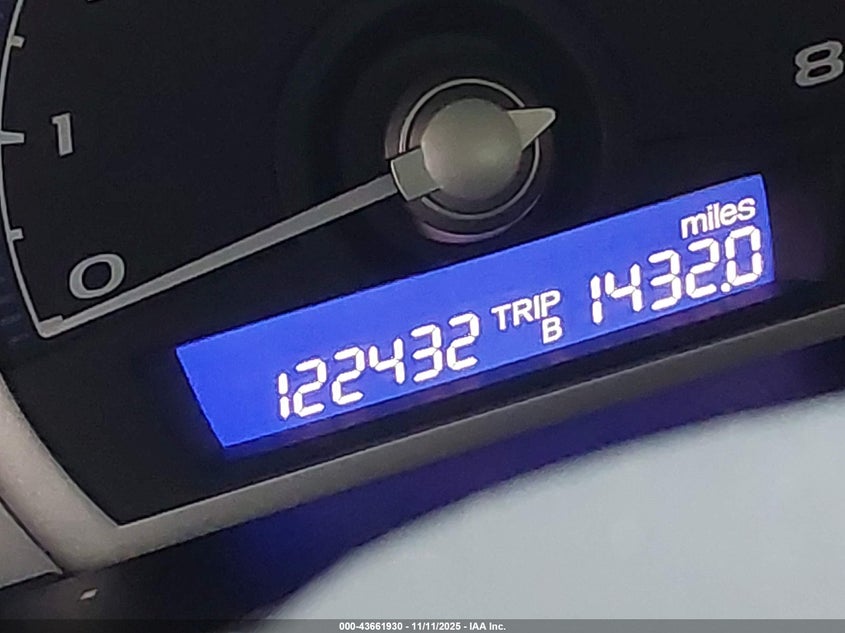 1
0
8
miles
122432 TRIP B 1432.0
000-43661930 - 11/11/2025 - IAA Inc.